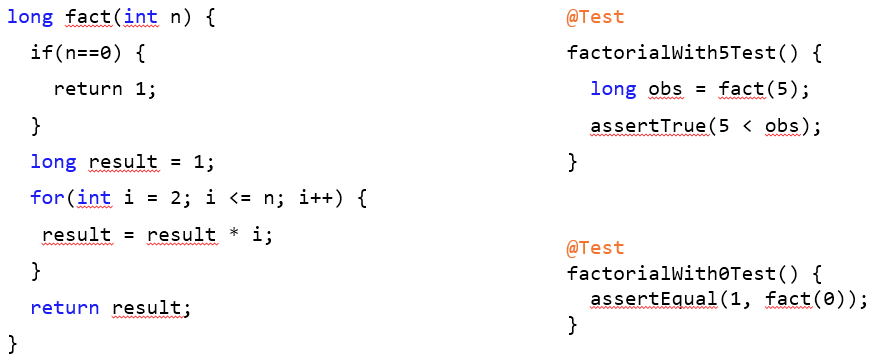 long fact(int n) {
if(n==0) {
return 1;
}
long result = 1;
for(int i = 2; i <= n; i++) {
result = result * i;
}
return result;
}
@Test
factorialWith5Test() {
long obs = fact(5);
assertTrue(5 < obs);
}
@Test
factorialWith0Test() {
assertEqual(1, fact(0));
}